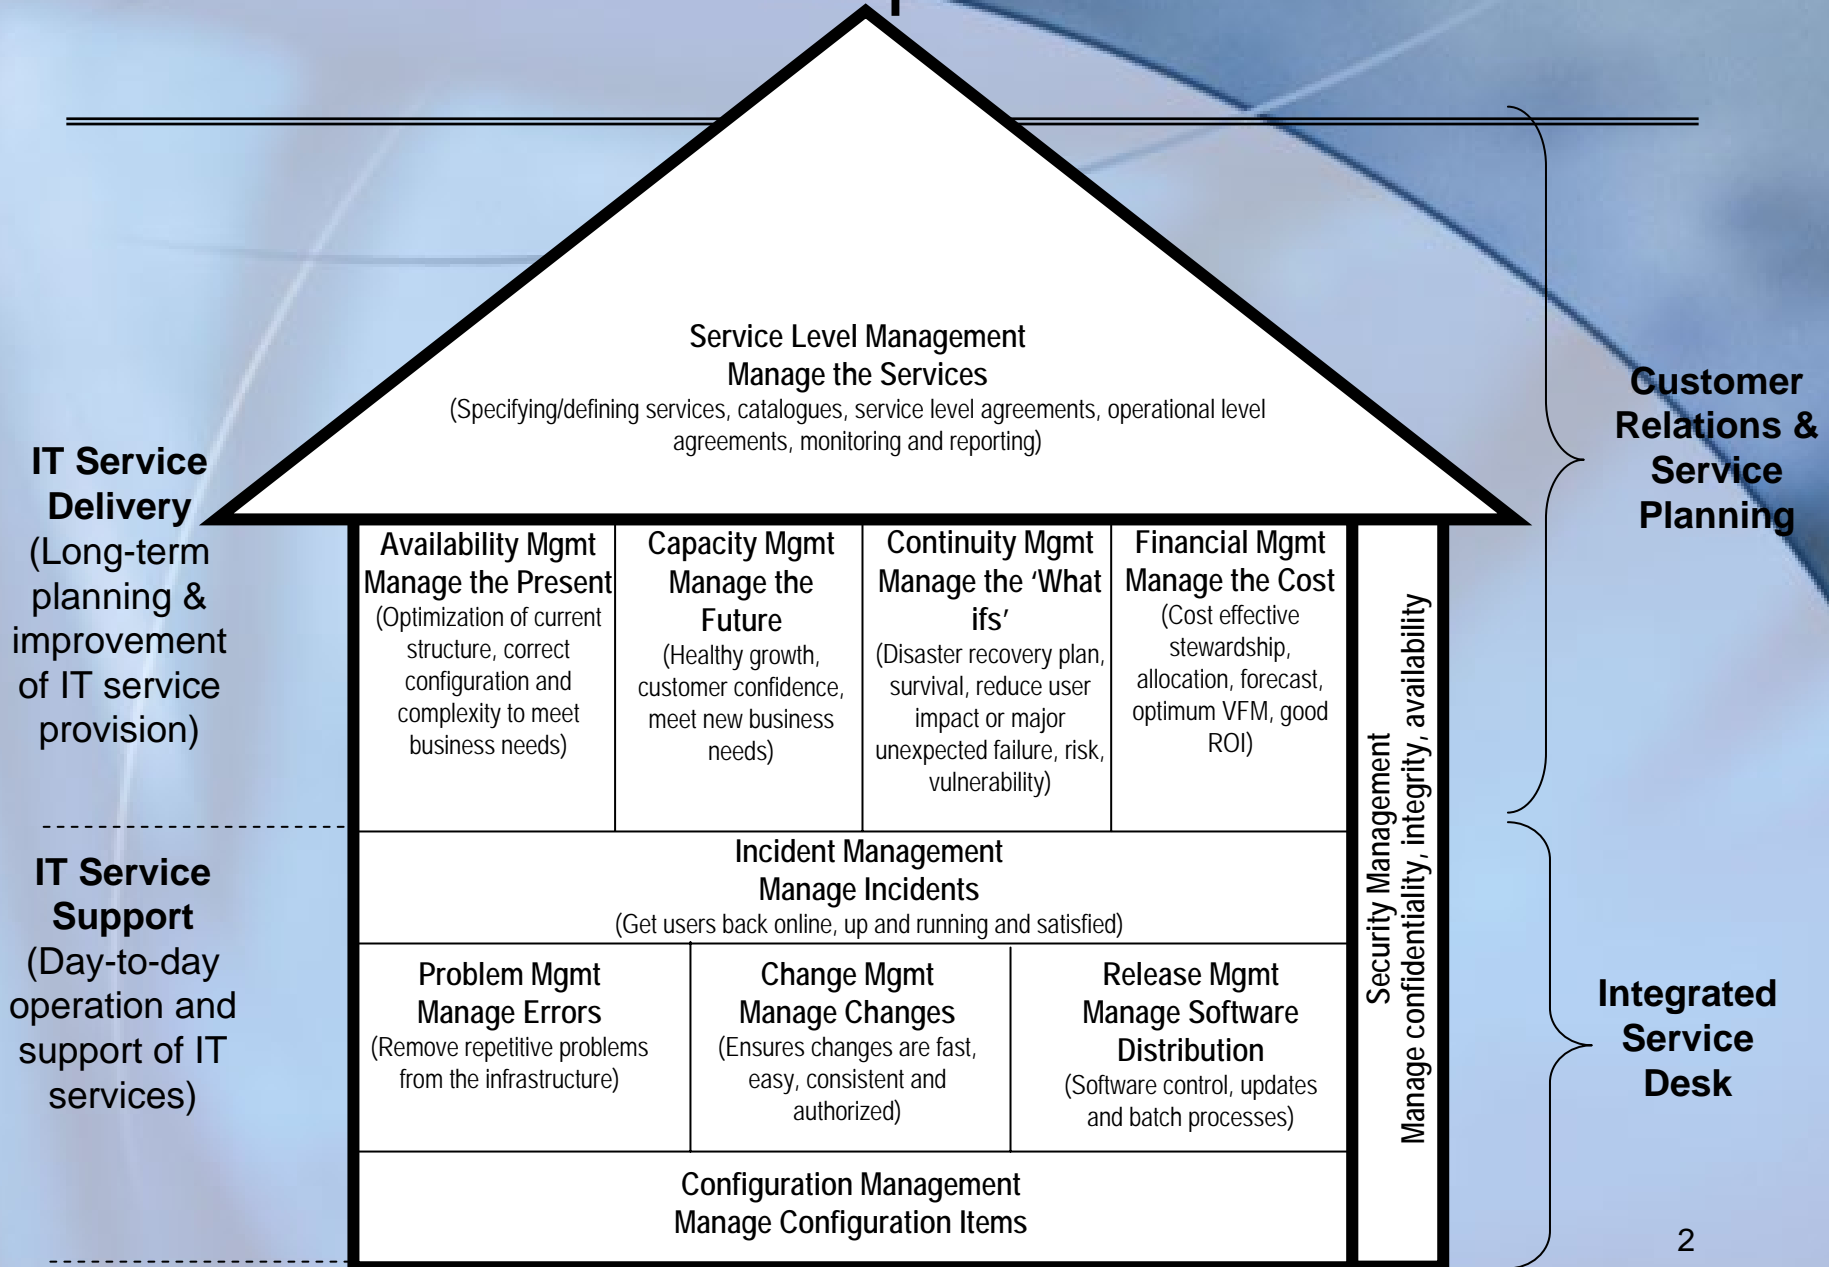 Service Level Management
Manage the Services
(Specifying/defining services, catalogues, service level agreements, operational level
agreements, monitoring and reporting)
IT Service
Delivery
(Long-term
planning &
improvement
of IT service
provision)
Customer
Relations &
Service
Planning
Availability Mgmt
Manage the Present
(Optimization of current
structure, correct
configuration and
complexity to meet
business needs)
Capacity Mgmt
Manage the
Future
(Healthy growth,
customer confidence,
meet new business
needs)
Continuity Mgmt
Manage the ‘What
ifs’
(Disaster recovery plan,
survival, reduce user
impact or major
unexpected failure, risk,
vulnerability)
Financial Mgmt
Manage the Cost
(Cost effective
stewardship,
allocation, forecast,
optimum VFM, good
ROI)
Security Management
Manage confidentiality, integrity, availability
IT Service
Support
(Day-to-day
operation and
support of IT
services)
Incident Management
Manage Incidents
(Get users back online, up and running and satisfied)
Problem Mgmt
Manage Errors
(Remove repetitive problems
from the infrastructure)
Change Mgmt
Manage Changes
(Ensures changes are fast,
easy, consistent and
authorized)
Release Mgmt
Manage Software
Distribution
(Software control, updates
and batch processes)
Integrated
Service
Desk
Configuration Management
Manage Configuration Items
2